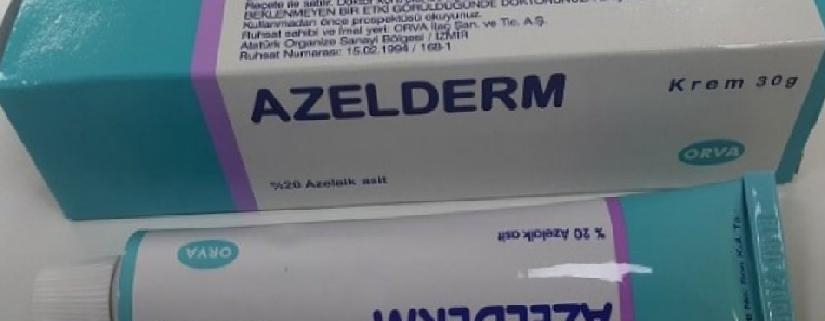 Reçete ile satılır.
BEKLENMEYEN BİR ETKİ GÖRÜLDÜĞÜNDE DOKTORUNUZA
Kullanmadan önce prospektüsü okuyunuz.
Ruhsat sahibi ve imal yeri: ORVA İlaç San. ve Tic. A.Ş.
Atatürk Organize Sanayi Bölgesi / İZMİR
Ruhsat Numarası: 15.02.1994 / 168-1
AZELDERM
Krem 30g
ORVA
%20 Azelaik asit
% 20 Azelaik asit
ORVA
AZELDERM